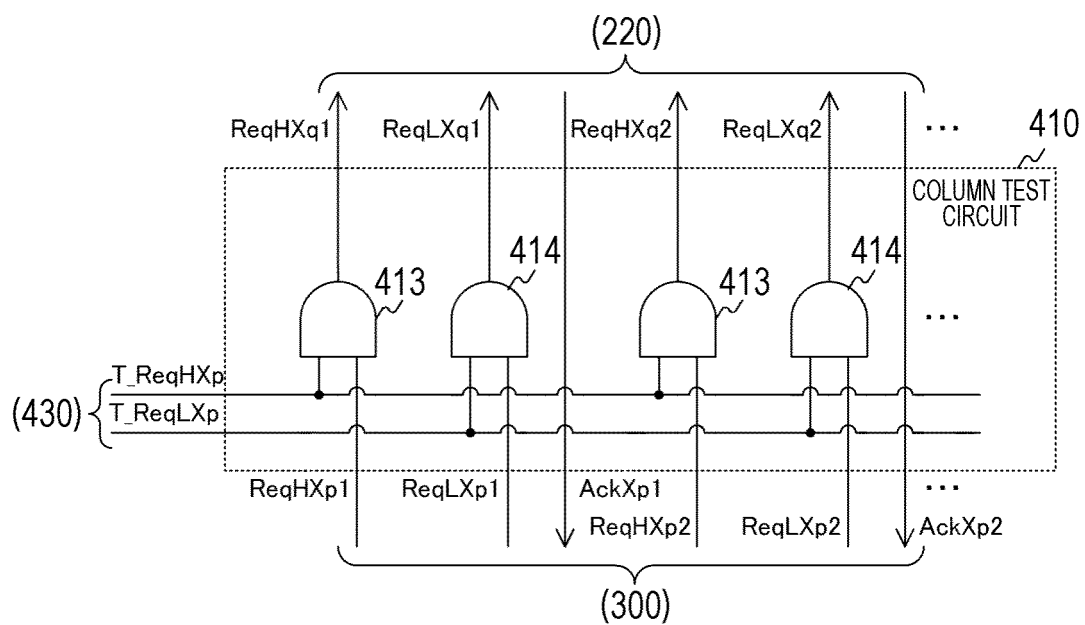 (220)
ReqHXq1
ReqLXq1
ReqHXq2
ReqLXq2
...
410
COLUMN TEST
CIRCUIT
413
414
413
414
...
T_ReqHXp
(430)
T_ReqLXp
ReqHXp1
ReqLXp1
AckXp1
...
ReqHXp2
ReqLXp2
AckXp2
(300)